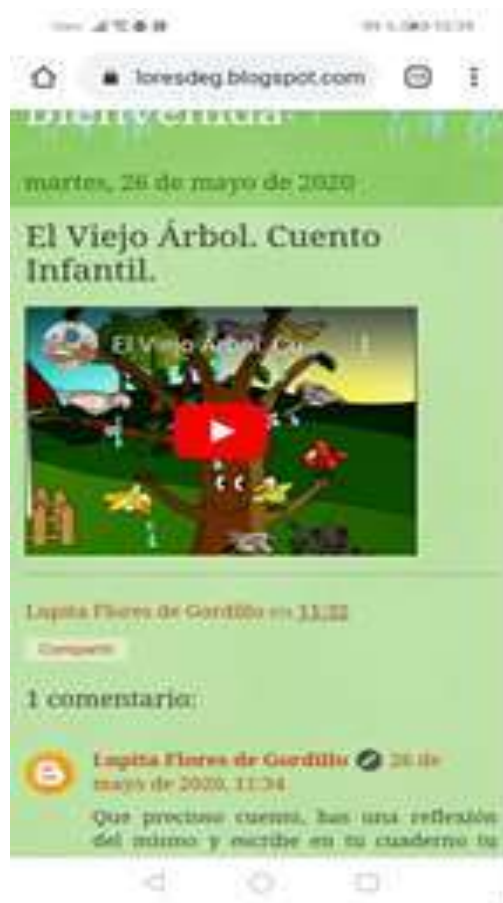 loresdeg.blogspot.com
Bienvenida!
martes, 26 de mayo de 2020
El Viejo Árbol. Cuento
Infantil.
El Viejo Árbol. Cu...
Lupita Flores de Gordillo en 11:32
Compartir
1 comentario:
Lupita Flores de Gordillo 26 de
mayo de 2020, 11:34
Que precioso cuento, has una reflexión
del mismo y escribe en tu cuaderno tu